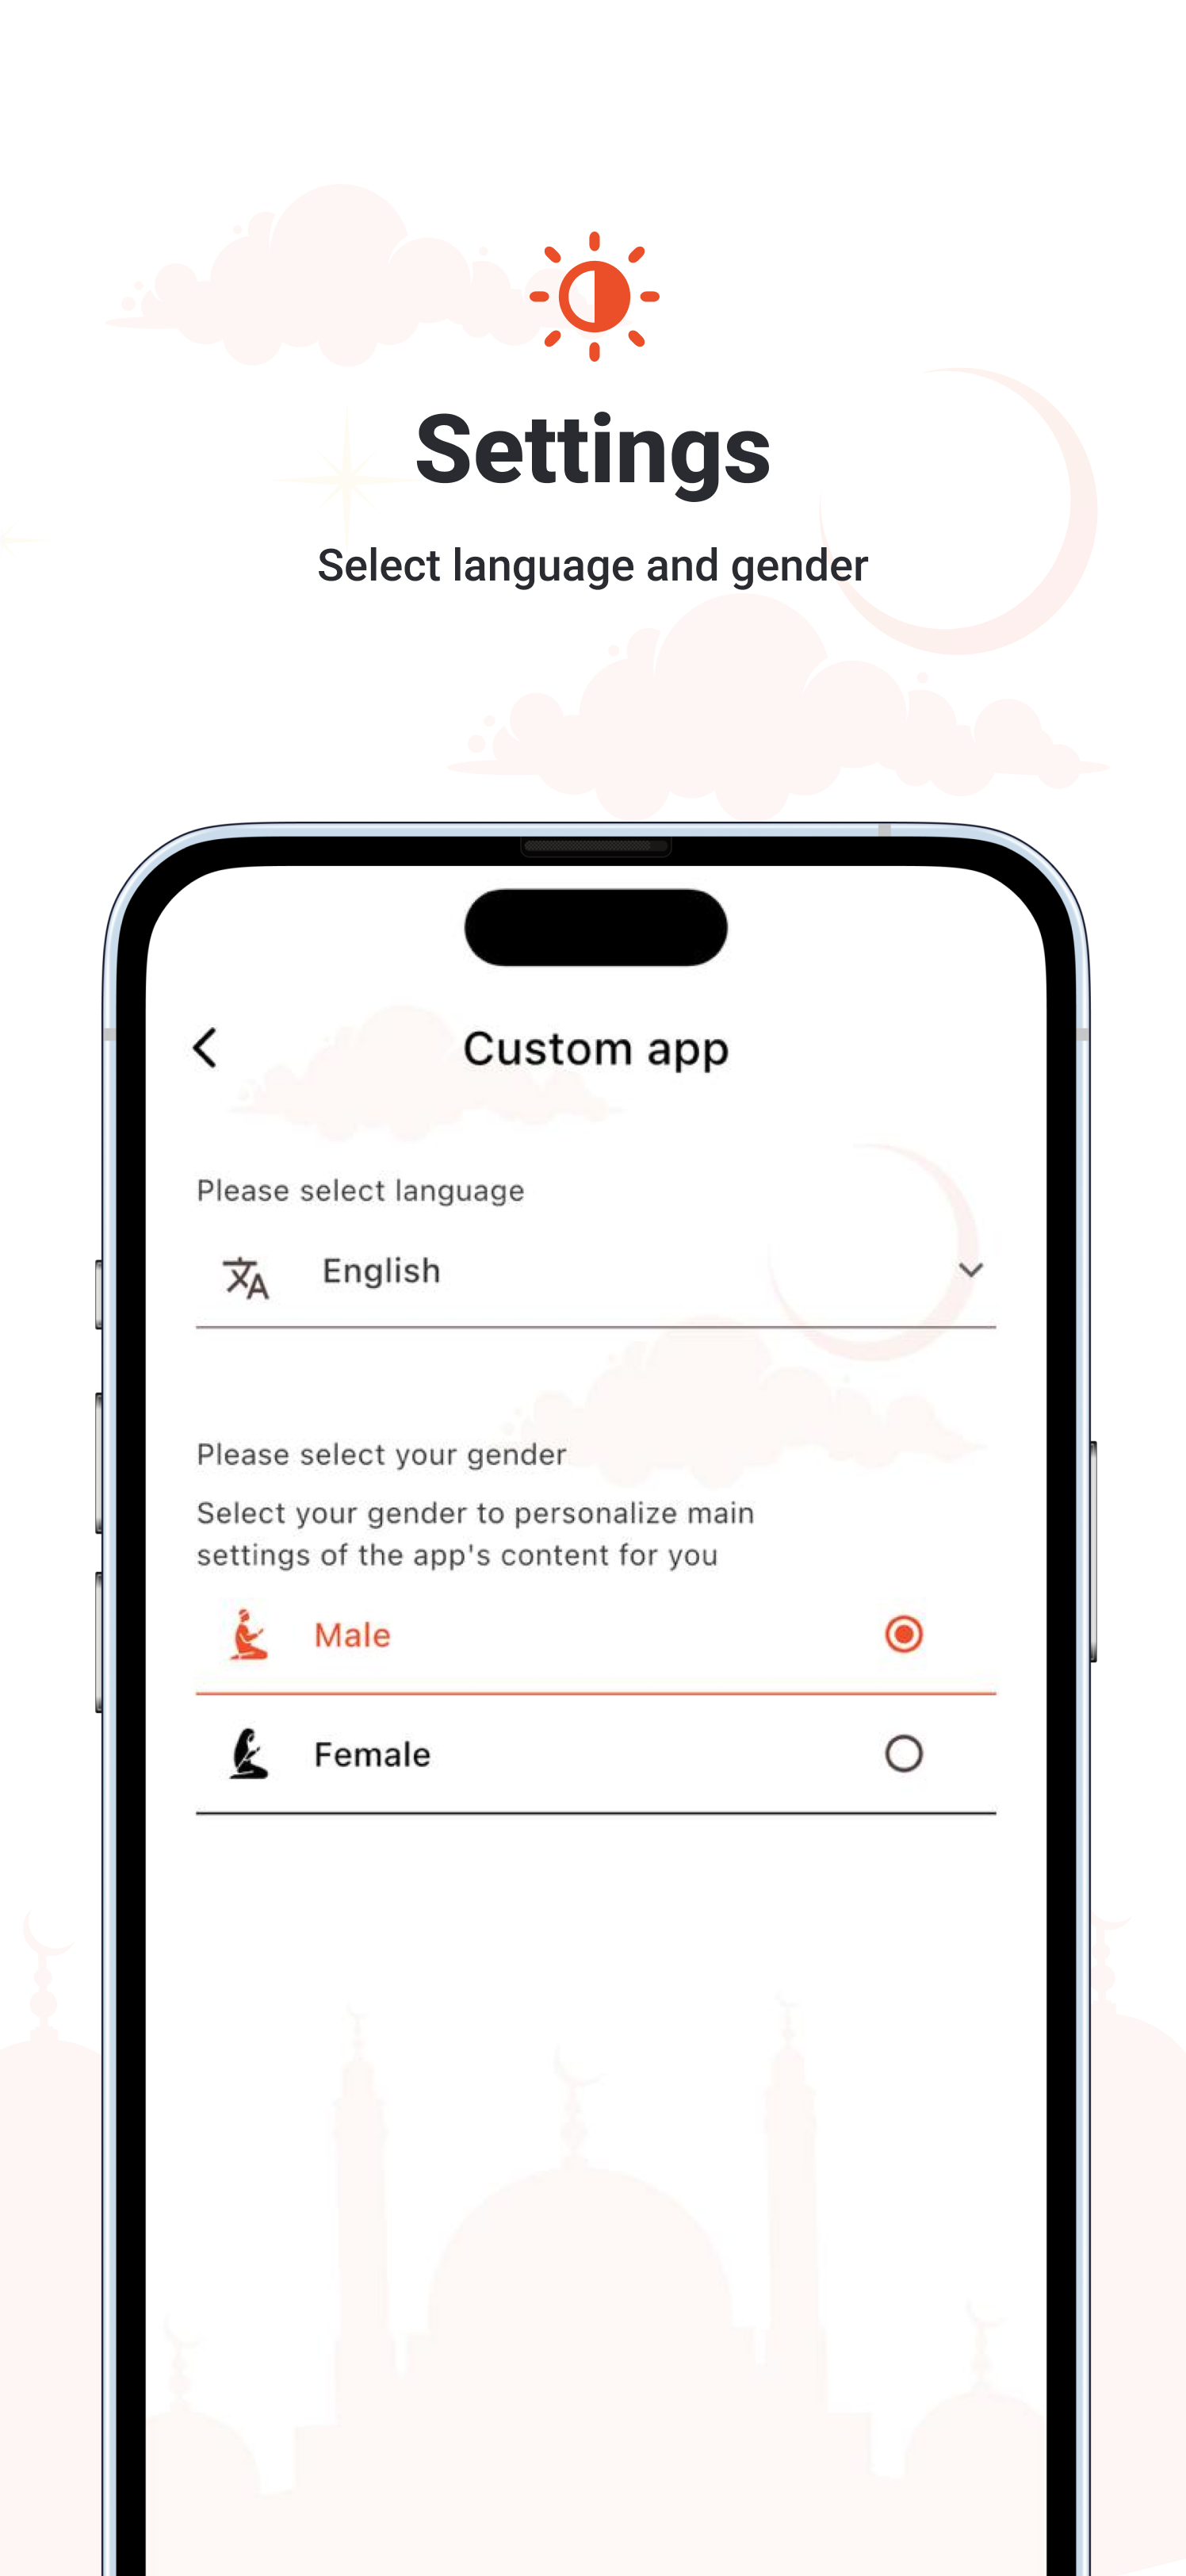 Settings
Select language and gender
Custom app
Please select language
English
Please select your gender
Select your gender to personalize main
settings of the app's content for you
Male
Female